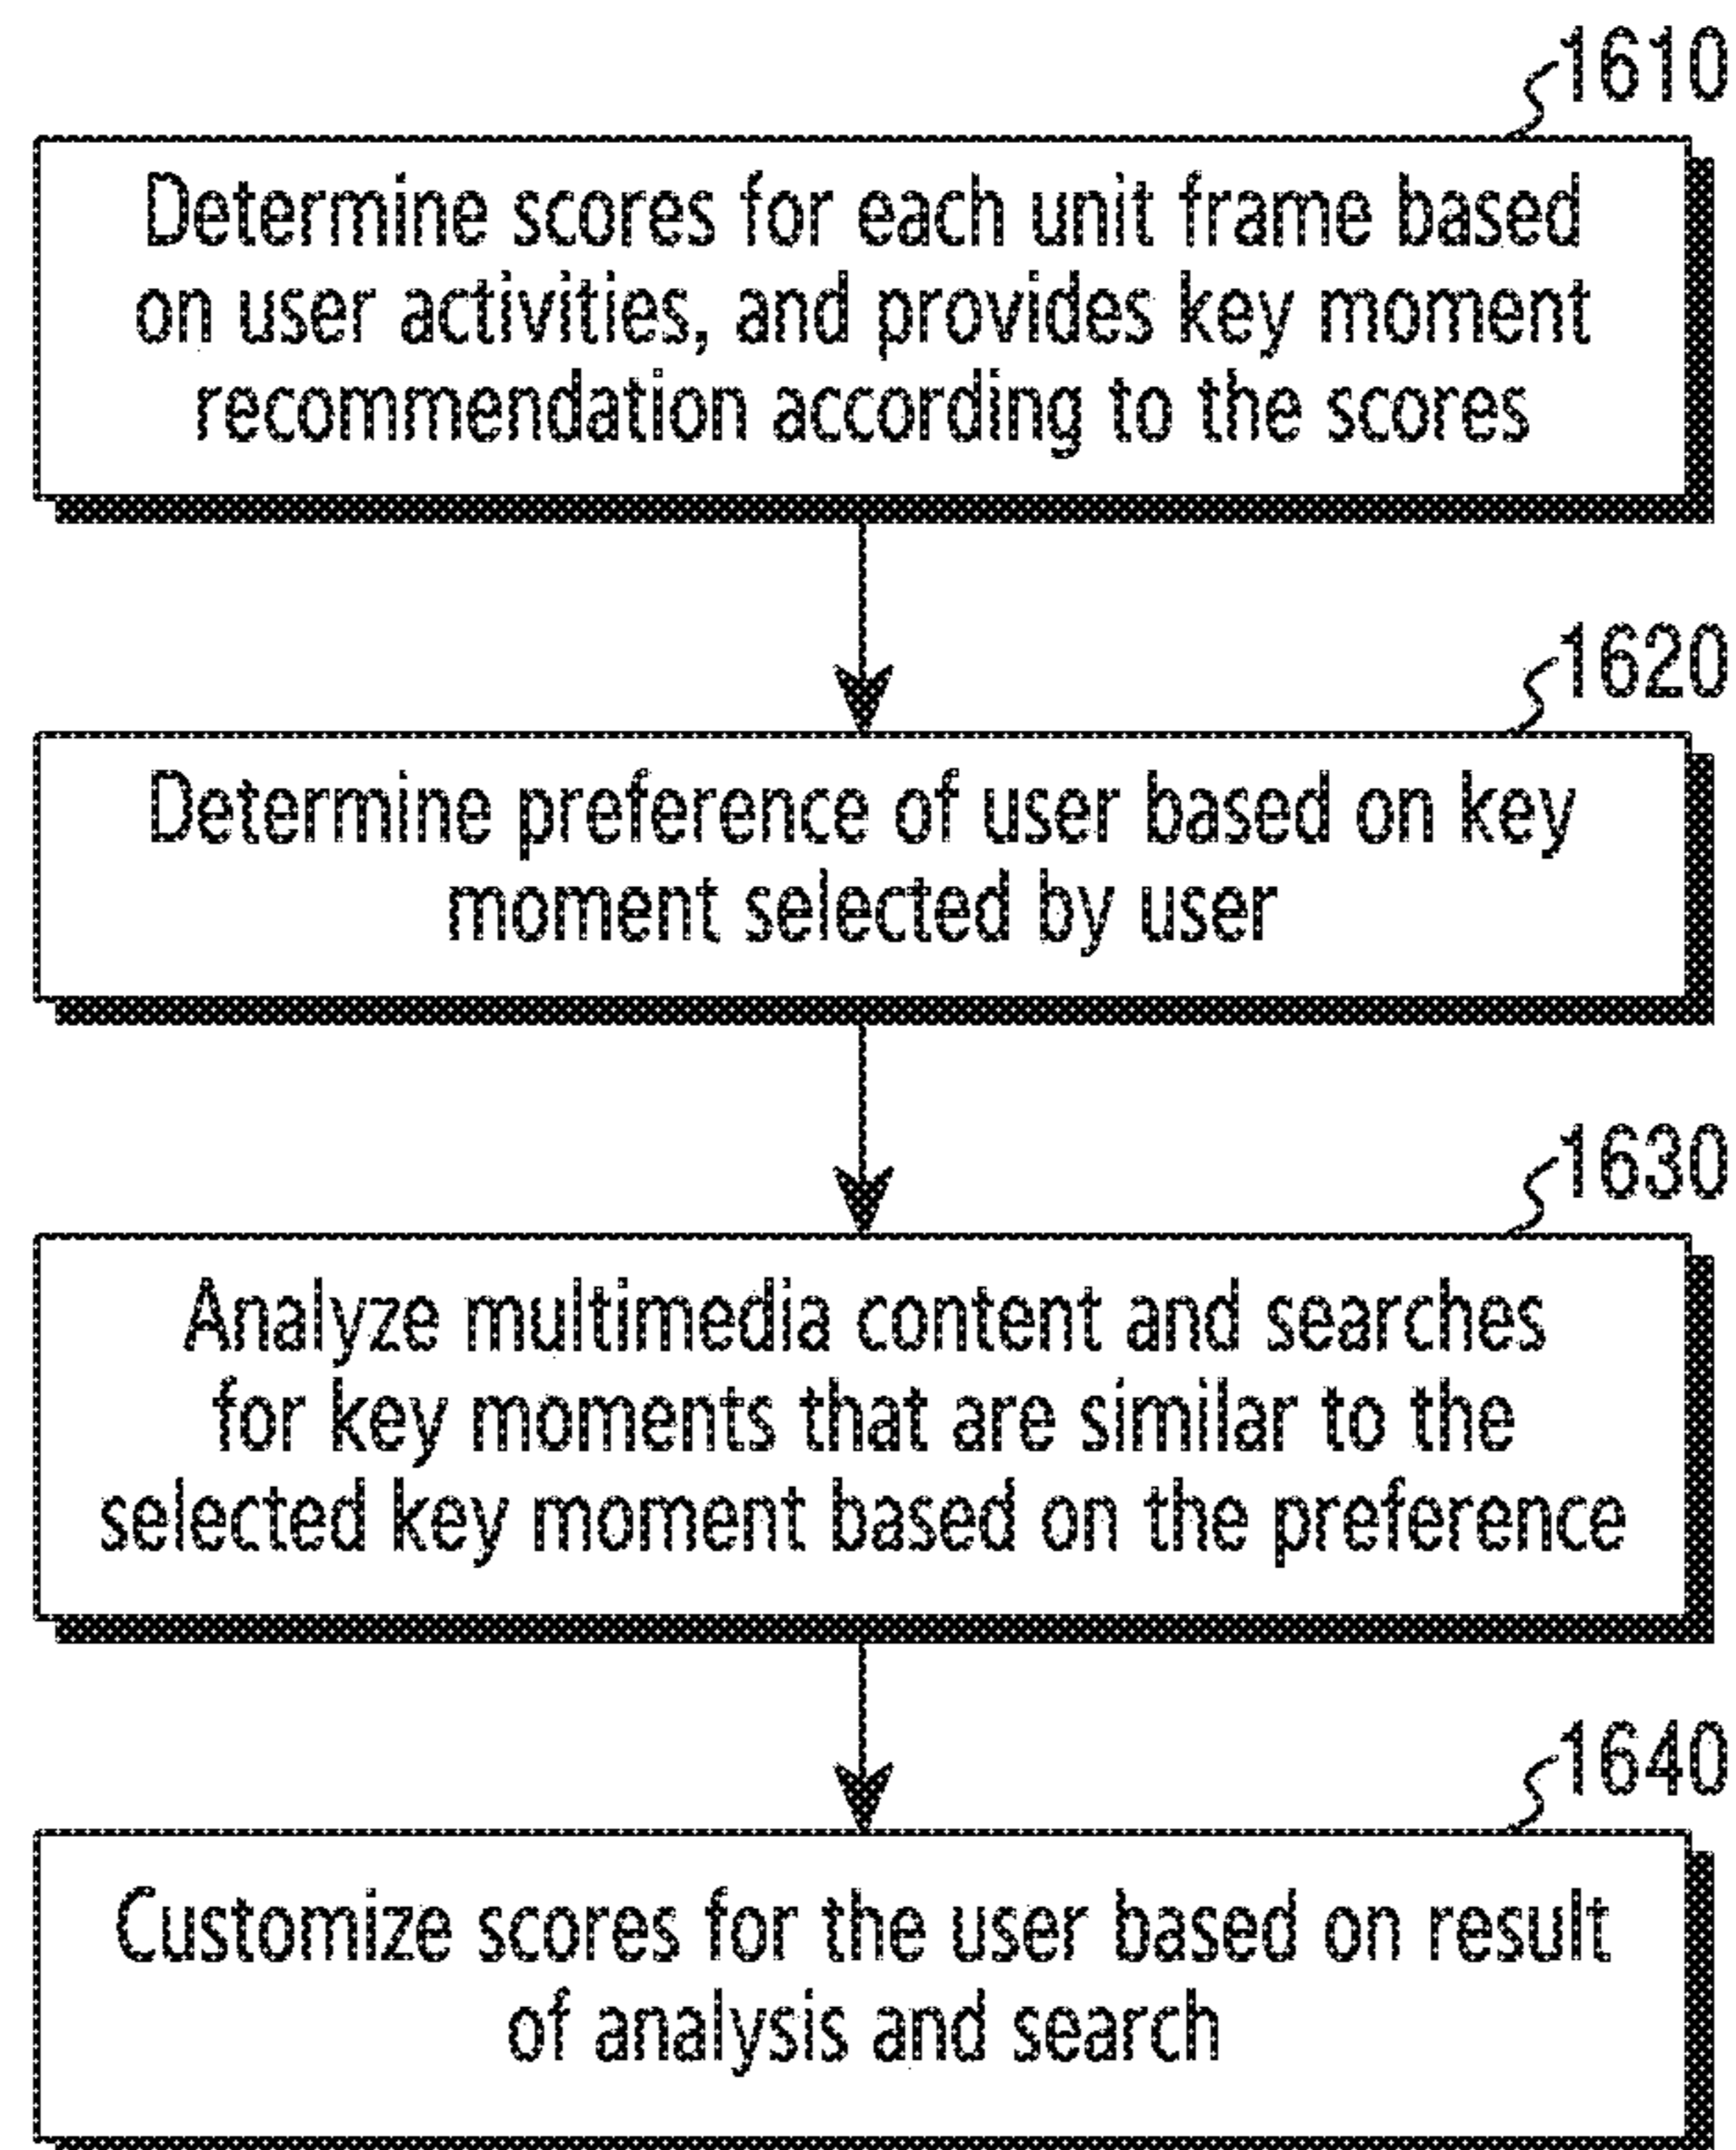 1610
Determine scores for each unit frame based
on user activities, and provides key moment
recommendation according to the scores
1620
Determine preference of user based on key
moment selected by user
1630
Analyze multimedia content and searches
for key moments that are similar to the
selected key moment based on the preference
1640
Customize scores for the user based on result
of analysis and search